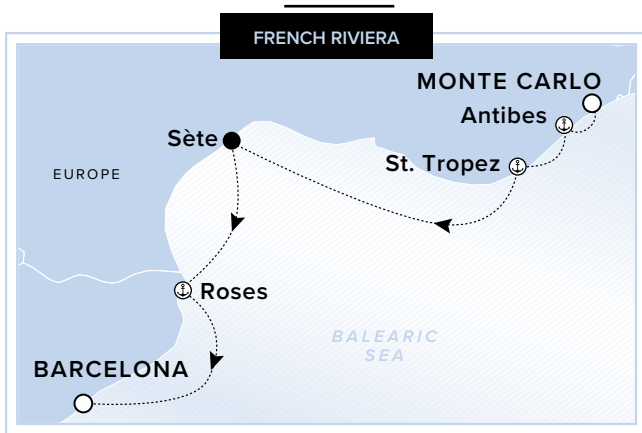 FRENCH RIVIERA
MONTE CARLO
Antibes
Sète
St. Tropez
EUROPE
Roses
BALEARIC
SEA
BARCELONA